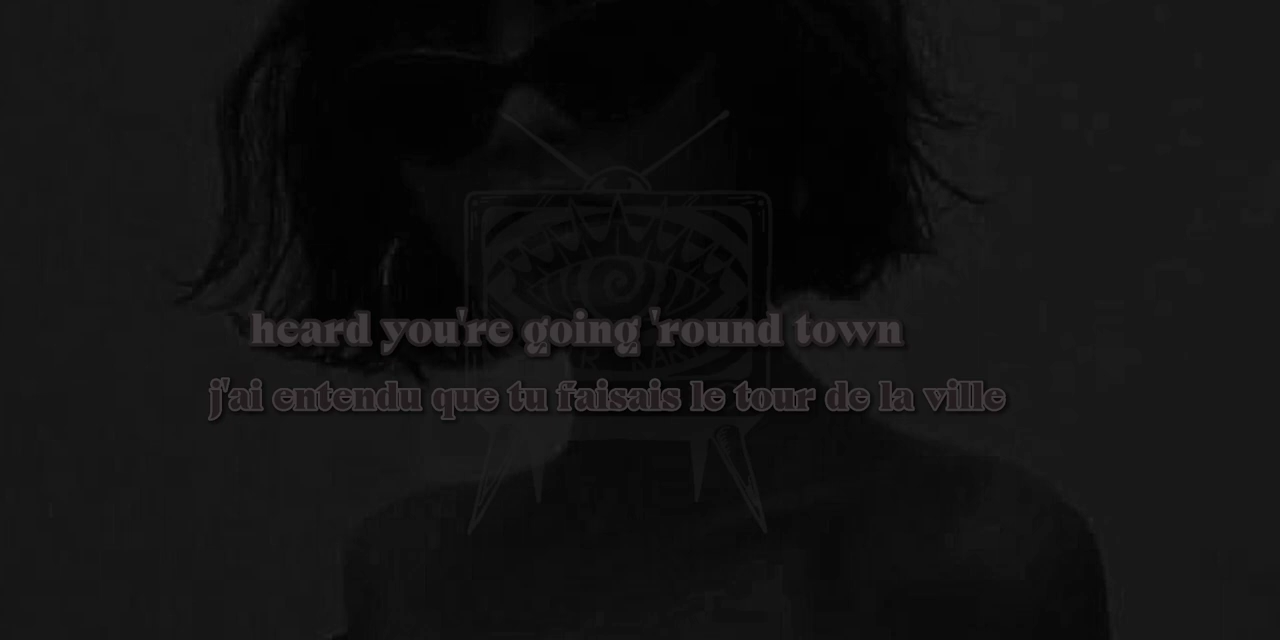 heard you're going 'round town
j'ai entendu que tu faisais le tour de la ville